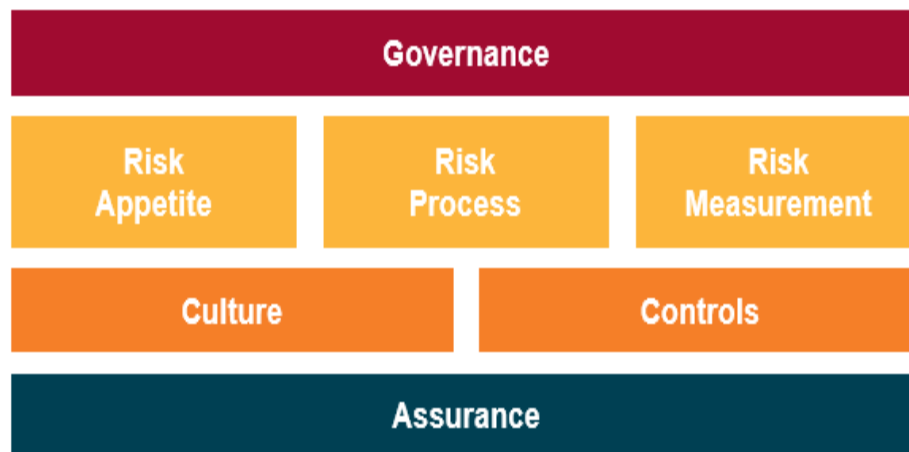 Governance
Risk
Appetite
Risk
Process
Risk
Measurement
Culture
Controls
Assurance